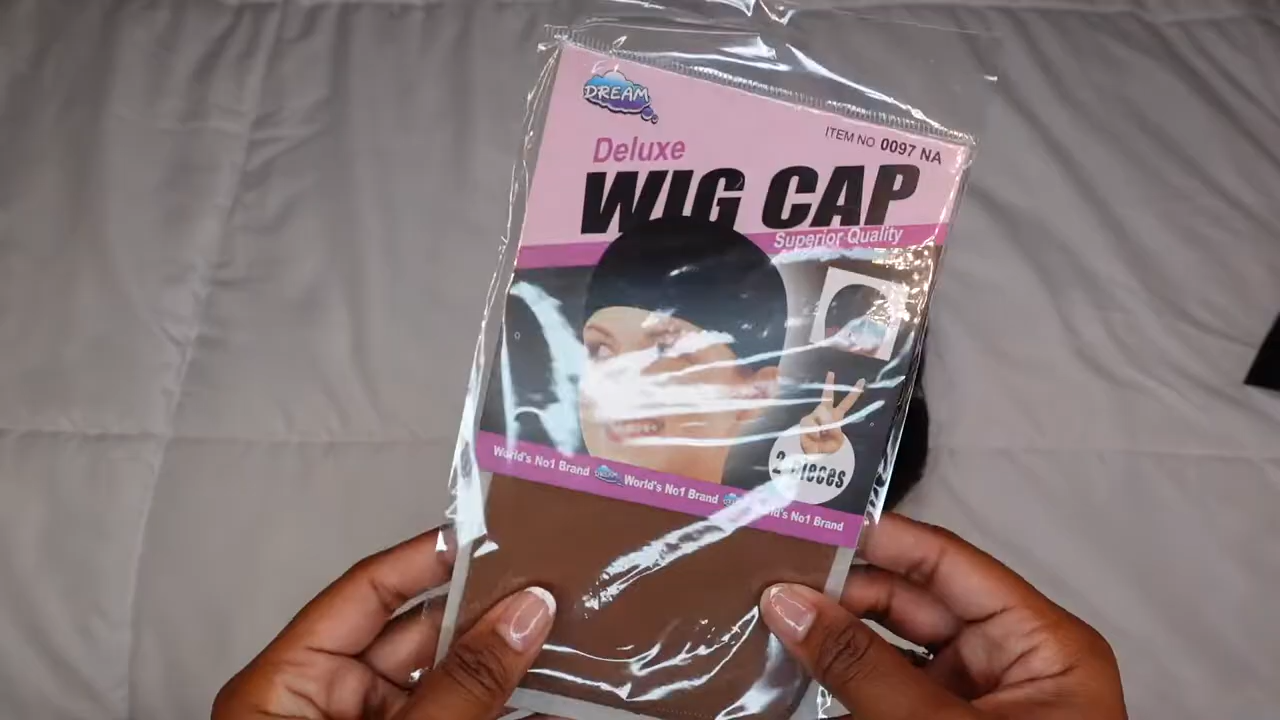 DREAM
ITEM NO 0097 NA
Deluxe
WIG CAP
Superior Quality
2 Pieces
World's No1 Brand DREAM World's No1 Brand World's No1 Brand